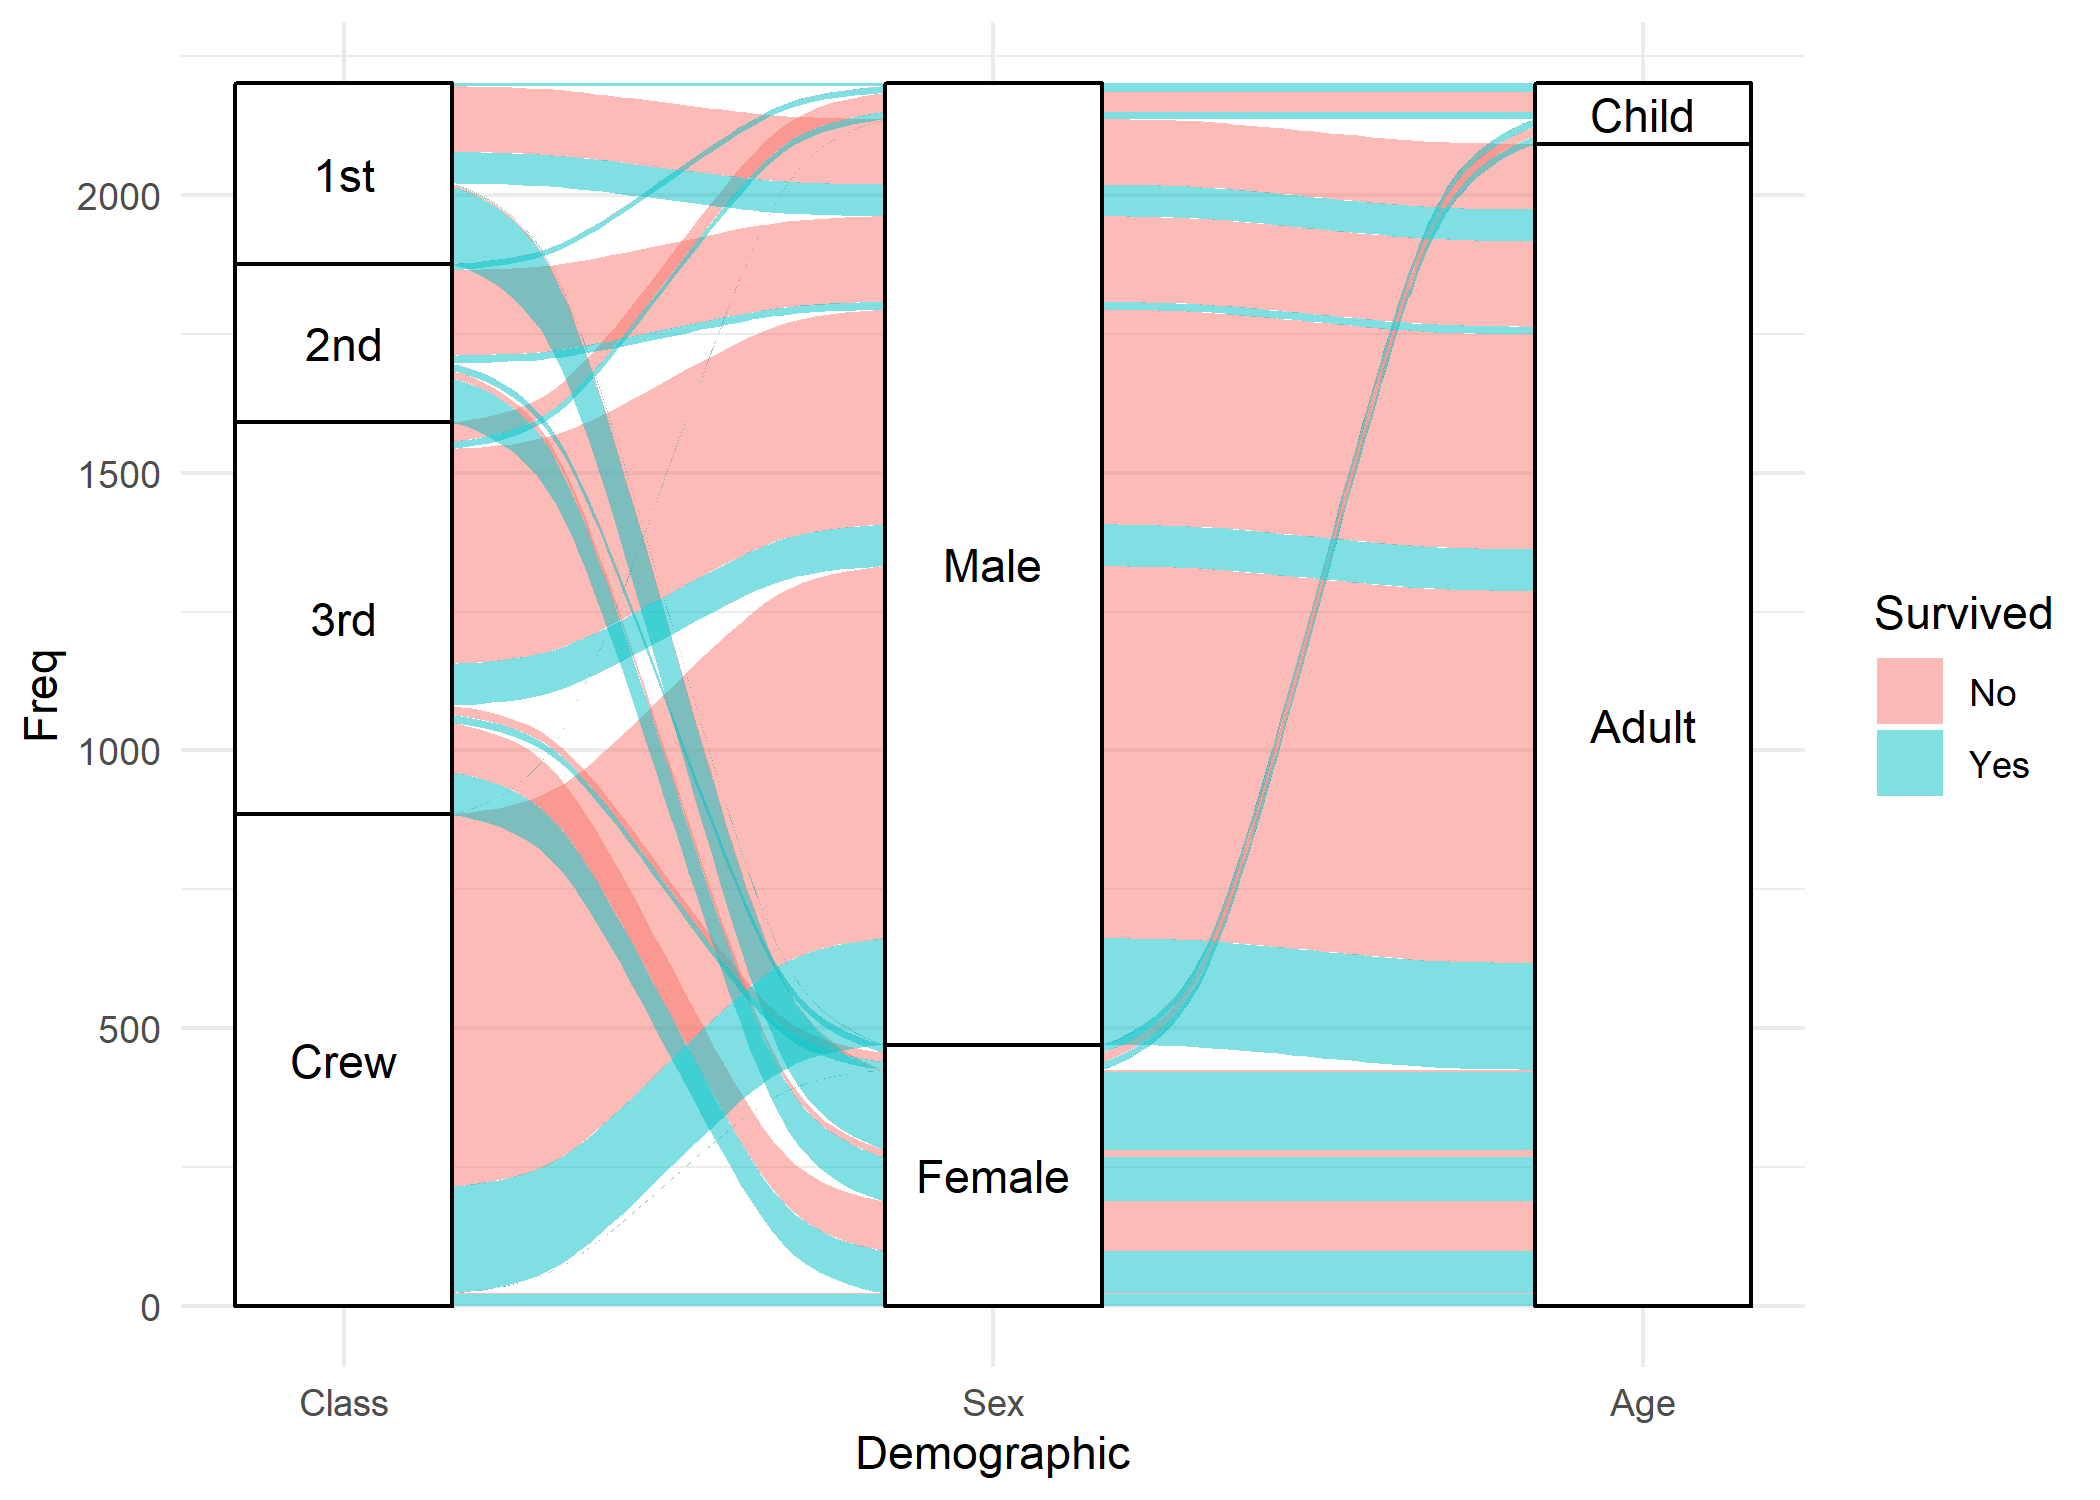 Freq
2000
1500
1000
500
0
1st
2nd
3rd
Crew
Male
Female
Child
Adult
Class
Sex
Age
Demographic
Survived
No
Yes